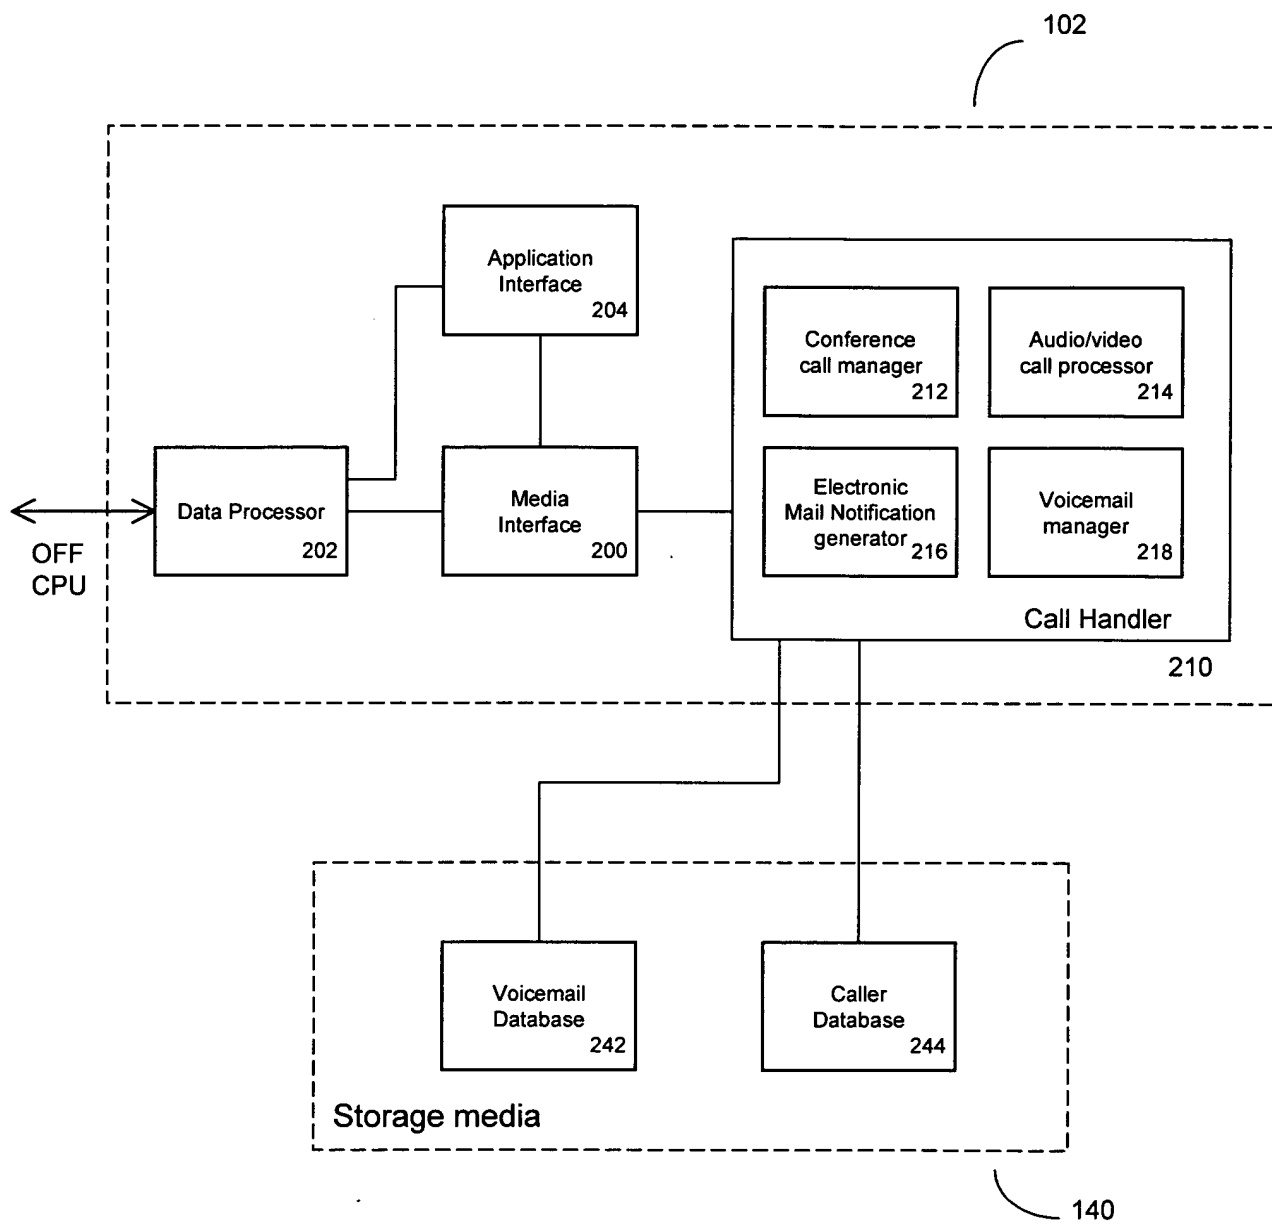 102
Application
Interface
204
Conference
call manager
212
Audio/video
call processor
214
Data Processor
202
Media
Interface
200
Electronic
Mail Notification
generator
216
Voicemail
manager
218
OFF
CPU
Call Handler
210
Voicemail
Database
242
Caller
Database
244
Storage media
140